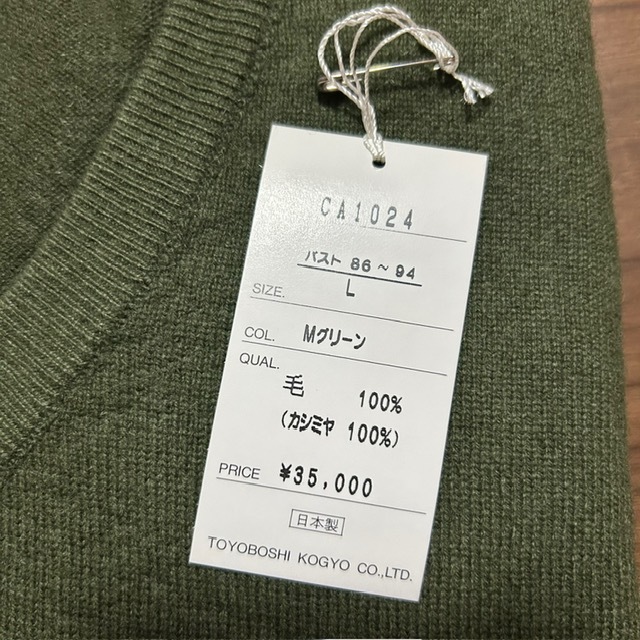 CA1024
バスト 86~94
SIZE. L
COL. Mグリーン
QUAL.
毛 100%
(カシミヤ 100%)
PRICE ¥35,000
日本製
TOYOBOSHI KOGYO CO.,LTD.